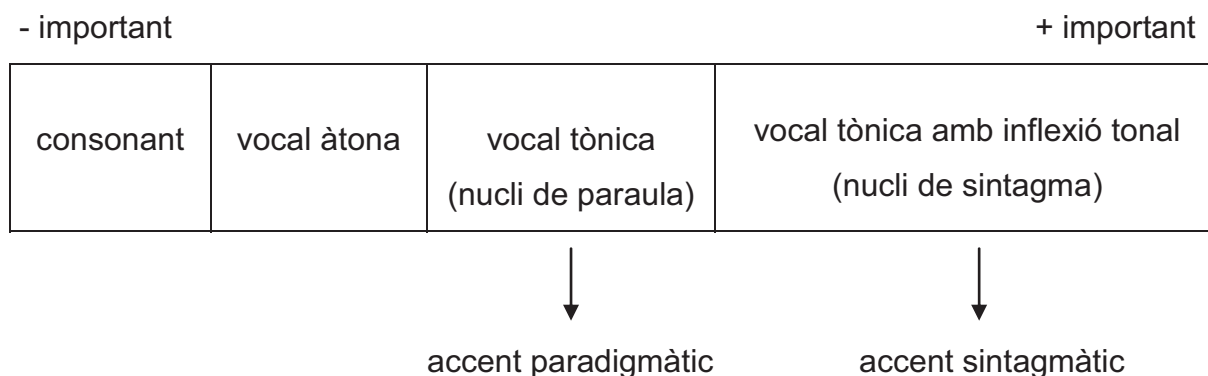 - important + important
consonant vocal àtona vocal tònica vocal tònica amb inflexió tonal
(nucli de paraula) (nucli de sintagma)
accent paradigmàtic accent sintagmàtic